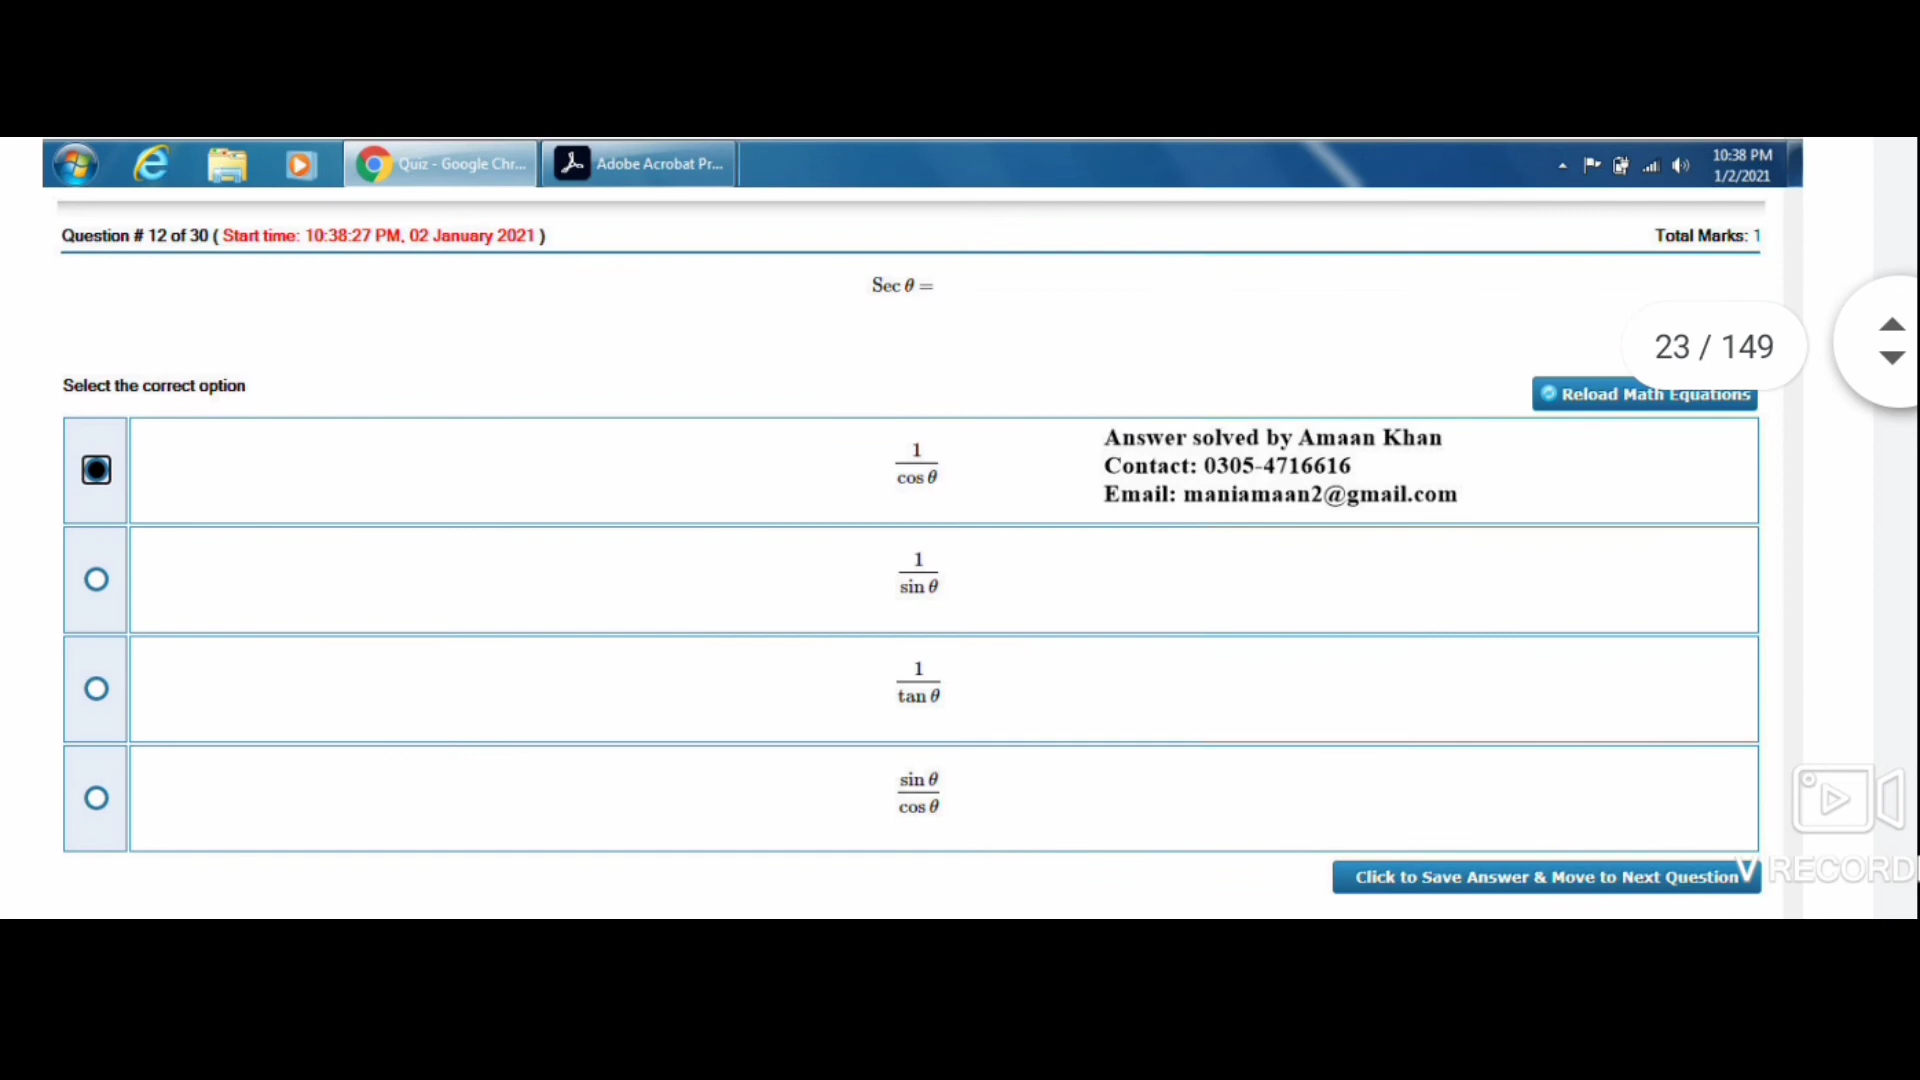 Quiz - Google Chr...
Adobe Acrobat Pr...
10:38 PM
1/2/2021
Question # 12 of 30 ( Start time: 10:38:27 PM, 02 January 2021 )
Total Marks: 1
Sec θ =
23 / 149
Select the correct option
Reload Math Equations
1
cos θ
Answer solved by Amaan Khan
Contact: 0305-4716616
Email: maniamaan2@gmail.com
1
sin θ
1
tan θ
sin θ
cos θ
Click to Save Answer & Move to Next Question
V RECORD